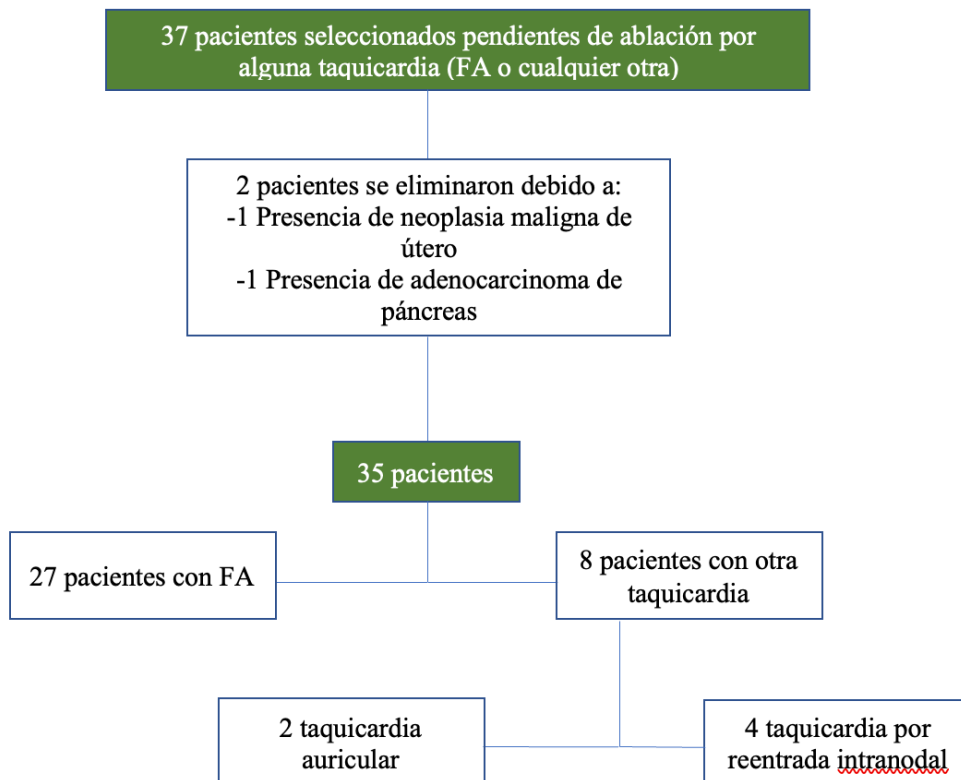 37 pacientes seleccionados pendientes de ablación por
alguna taquicardia (FA o cualquier otra)
2 pacientes se eliminaron debido a:
-1 Presencia de neoplasia maligna de
útero
-1 Presencia de adenocarcinoma de
páncreas
35 pacientes
27 pacientes con FA
8 pacientes con otra
taquicardia
2 taquicardia
auricular
4 taquicardia por
reentrada intranodal